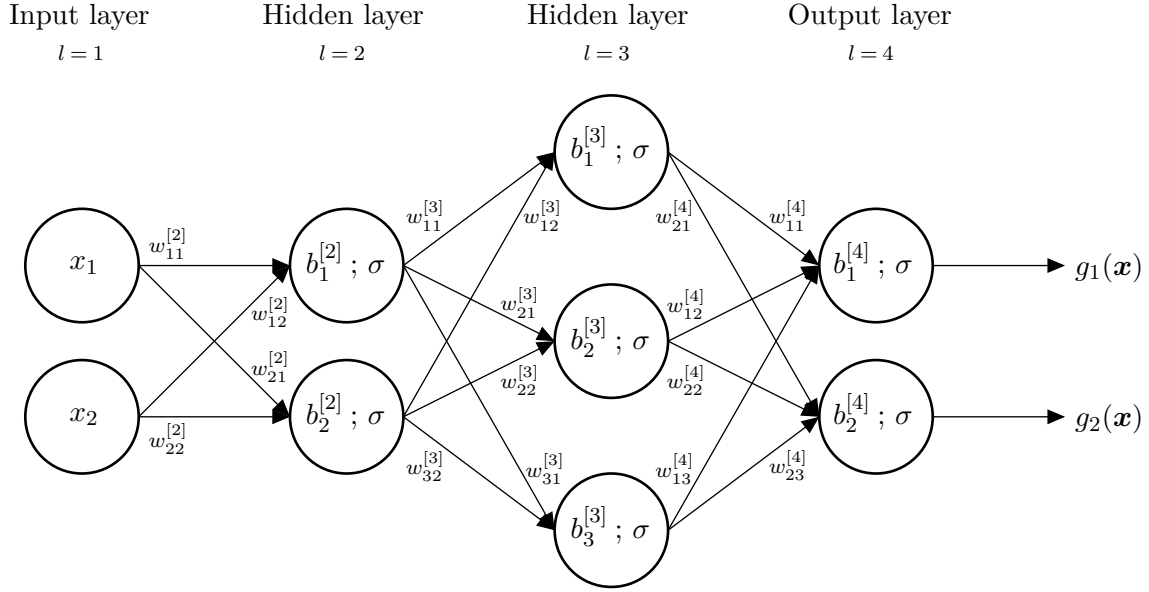 Input layer Hidden layer Hidden layer Output layer
l = 1 l = 2 l = 3 l = 4
b_1^{[3]} ; σ
w_{11}^{[3]} w_{12}^{[3]} w_{21}^{[4]} w_{11}^{[4]}
x_1 w_{11}^{[2]} b_1^{[2]} ; σ b_1^{[4]} ; σ g_1(x)
w_{12}^{[2]} w_{21}^{[3]} w_{12}^{[4]}
b_2^{[3]} ; σ
w_{21}^{[2]} w_{22}^{[3]} w_{22}^{[4]}
x_2 w_{22}^{[2]} b_2^{[2]} ; σ b_2^{[4]} ; σ g_2(x)
w_{32}^{[3]} w_{31}^{[3]} w_{13}^{[4]} w_{23}^{[4]}
b_3^{[3]} ; σ